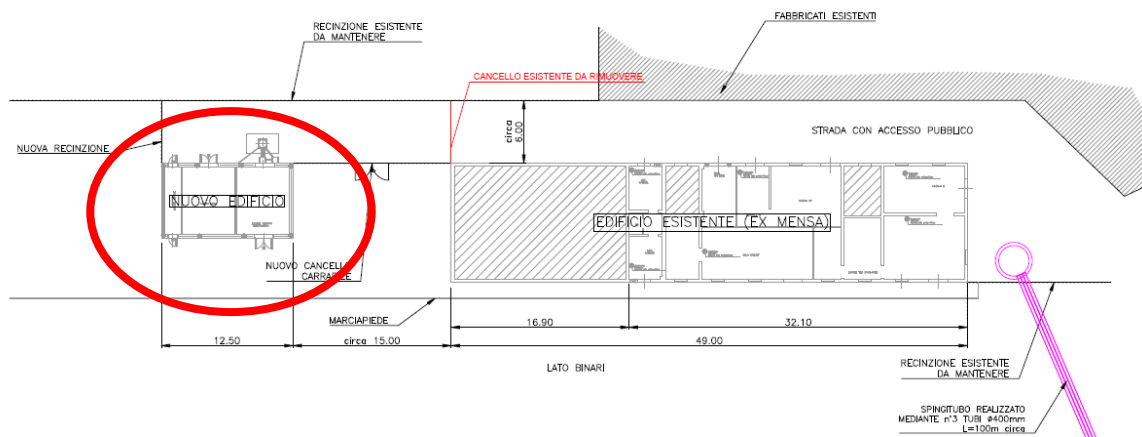 FABBRICATI ESISTENTI
RECINZIONE ESISTENTE
DA MANTENERE
CANCELLO ESISTENTE DA RIMUOVERE
circa
6.00
STRADA CON ACCESSO PUBBLICO
NUOVA RECINZIONE
NUOVO EDIFICIO
EDIFICIO ESISTENTE (EX MENSA)
NUOVO CANCELLO
CARRABILE
MARCIAPIEDE
16.90
32.10
12.50
circa 15.00
49.00
LATO BINARI
RECINZIONE ESISTENTE
DA MANTENERE
SPINGITUBO REALIZZATO
MEDIANTE n°3 TUBI ø400mm
L=100m circa